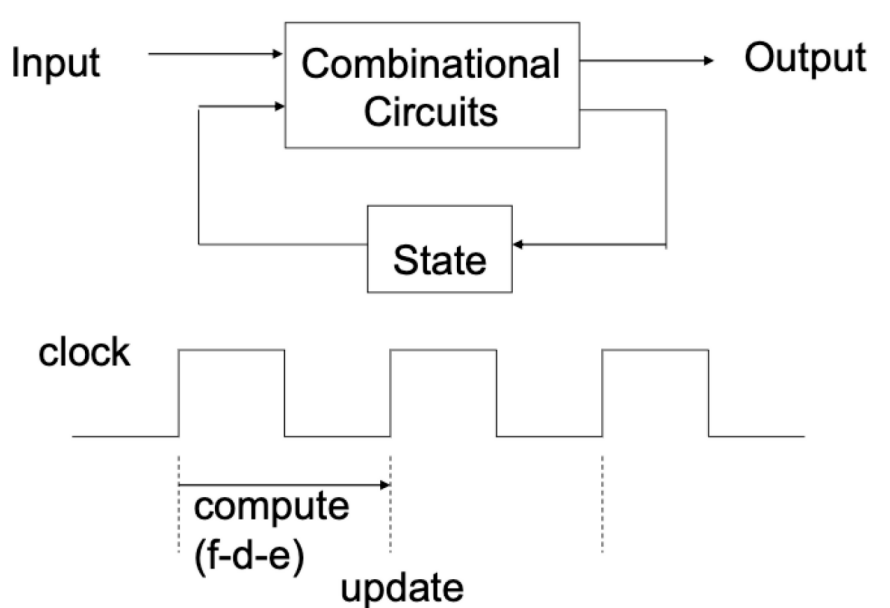 Input
Combinational
Circuits
Output
State
clock
compute
(f-d-e)
update